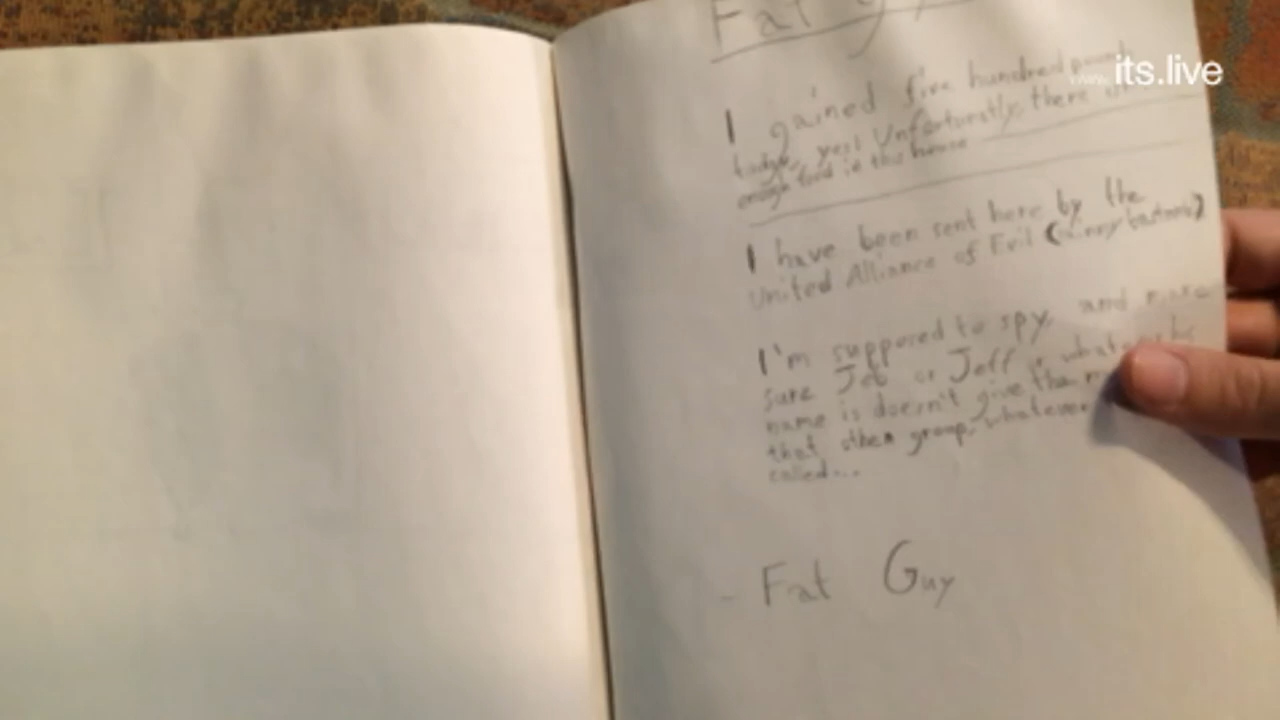 Fat
www.its.live
I gained five hundred pounds
today, yes! Unfortunatly, there
enough food in this house
I have been sent here by the
United Alliance of Evil
I'm supposed to spy, and make
sure Jeb or Jeff or whatever his
name is doesn't give the
that other group, whatever
called...
- Fat Guy